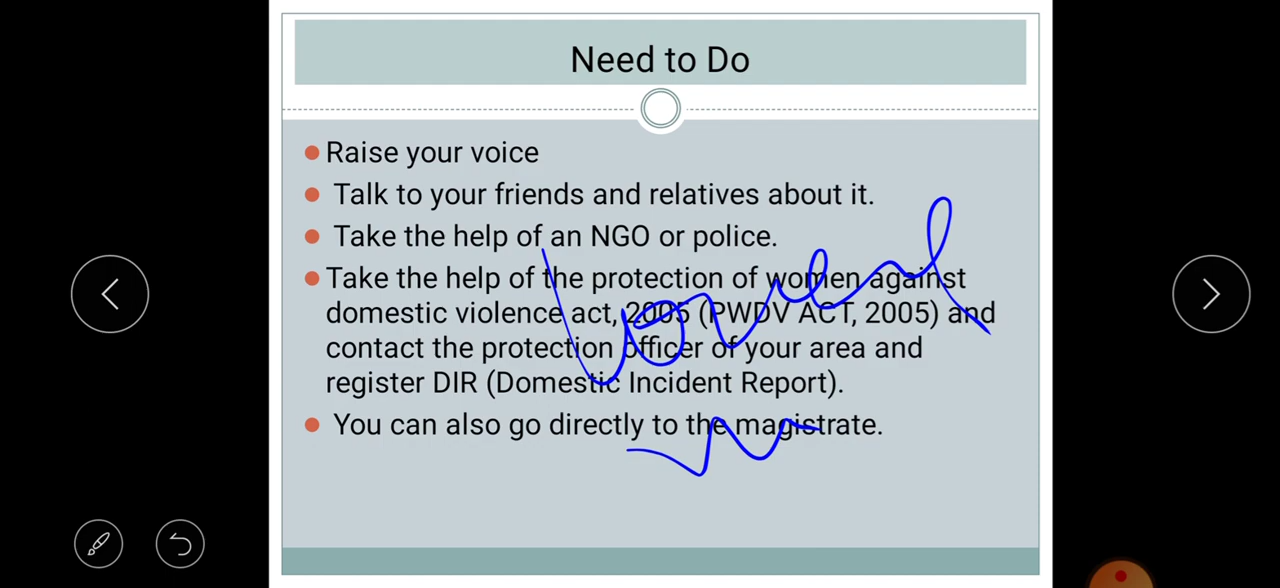 Need to Do
Raise your voice
Talk to your friends and relatives about it.
Take the help of an NGO or police.
Take the help of the protection of women against
domestic violence act, 2005 (PWDV ACT, 2005) and
contact the protection officer of your area and
register DIR (Domestic Incident Report).
You can also go directly to the magistrate.